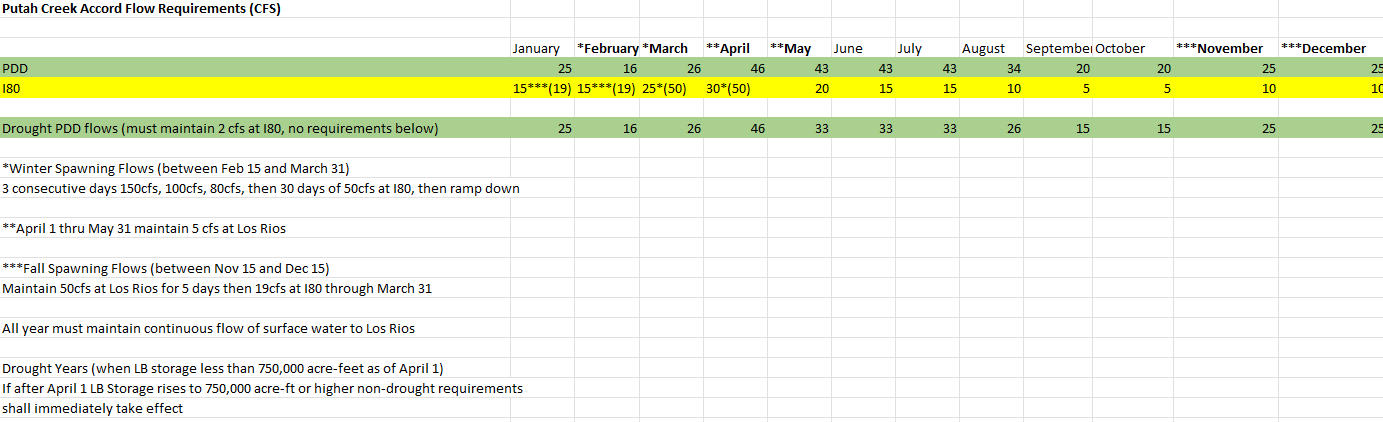 Putah Creek Accord Flow Requirements (CFS)
January *February *March **April **May June July August September October ***November ***December
PDD 25 16 26 46 43 43 43 34 20 20 25 25
I80 15***(19) 15***(19) 25*(50) 30*(50) 20 15 15 10 5 5 10 10
Drought PDD flows (must maintain 2 cfs at I80, no requirements below) 25 16 26 46 33 33 33 26 15 15 25 25
*Winter Spawning Flows (between Feb 15 and March 31)
3 consecutive days 150cfs, 100cfs, 80cfs, then 30 days of 50cfs at I80, then ramp down
**April 1 thru May 31 maintain 5 cfs at Los Rios
***Fall Spawning Flows (between Nov 15 and Dec 15)
Maintain 50cfs at Los Rios for 5 days then 19cfs at I80 through March 31
All year must maintain continuous flow of surface water to Los Rios
Drought Years (when LB storage less than 750,000 acre-feet as of April 1)
If after April 1 LB Storage rises to 750,000 acre-ft or higher non-drought requirements
shall immediately take effect